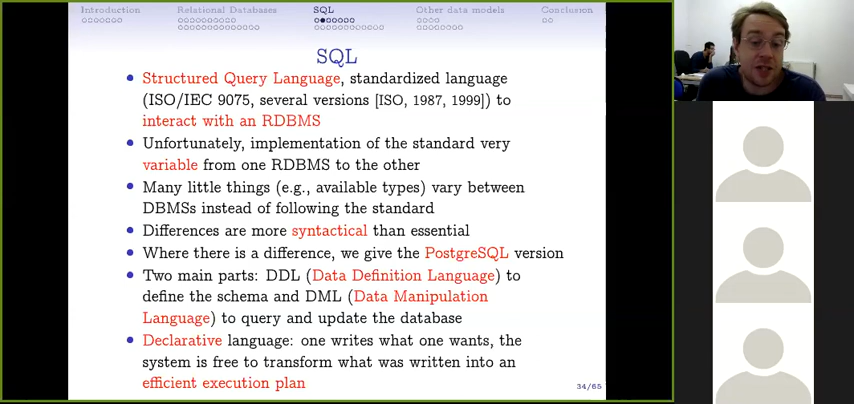 Introduction Relational Databases SQL Other data models Conclusion
SQL
Structured Query Language, standardized language
(ISO/IEC 9075, several versions [ISO, 1987, 1999]) to
interact with an RDBMS
Unfortunately, implementation of the standard very
variable from one RDBMS to the other
Many little things (e.g., available types) vary between
DBMSs instead of following the standard
Differences are more syntactical than essential
Where there is a difference, we give the PostgreSQL version
Two main parts: DDL (Data Definition Language) to
define the schema and DML (Data Manipulation
Language) to query and update the database
Declarative language: one writes what one wants, the
system is free to transform what was written into an
efficient execution plan
34/65